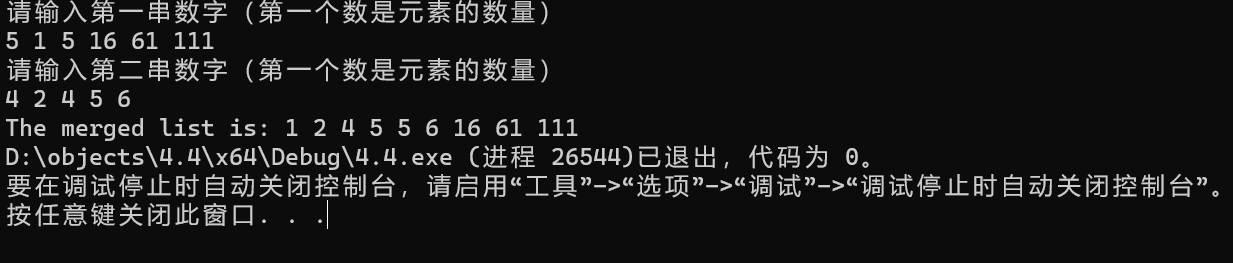 请输入第一串数字（第一个数是元素的数量）
5 1 5 16 61 111
请输入第二串数字（第一个数是元素的数量）
4 2 4 5 6
The merged list is: 1 2 4 5 5 6 16 61 111
D:\objects\4.4\x64\Debug\4.4.exe (进程 26544)已退出，代码为 0。
要在调试停止时自动关闭控制台，请启用“工具”->“选项”->“调试”->“调试停止时自动关闭控制台”。
按任意键关闭此窗口. . .